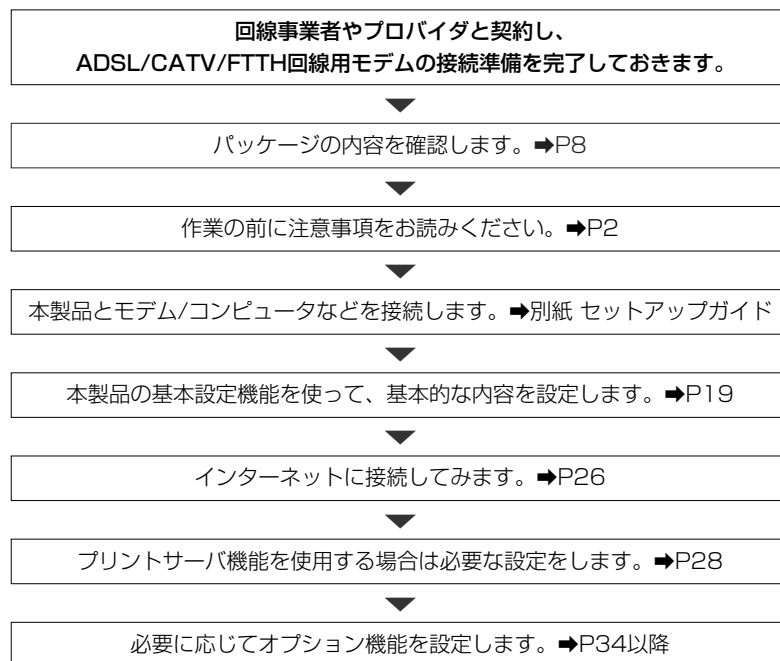 回線事業者やプロバイダと契約し、
ADSL/CATV/FTTH回線用モデムの接続準備を完了しておきます。
パッケージの内容を確認します。➡P8
作業の前に注意事項をお読みください。➡P2
本製品とモデム/コンピュータなどを接続します。➡別紙 セットアップガイド
本製品の基本設定機能を使って、基本的な内容を設定します。➡P19
インターネットに接続してみます。➡P26
プリントサーバ機能を使用する場合は必要な設定をします。➡P28
必要に応じてオプション機能を設定します。➡P34以降